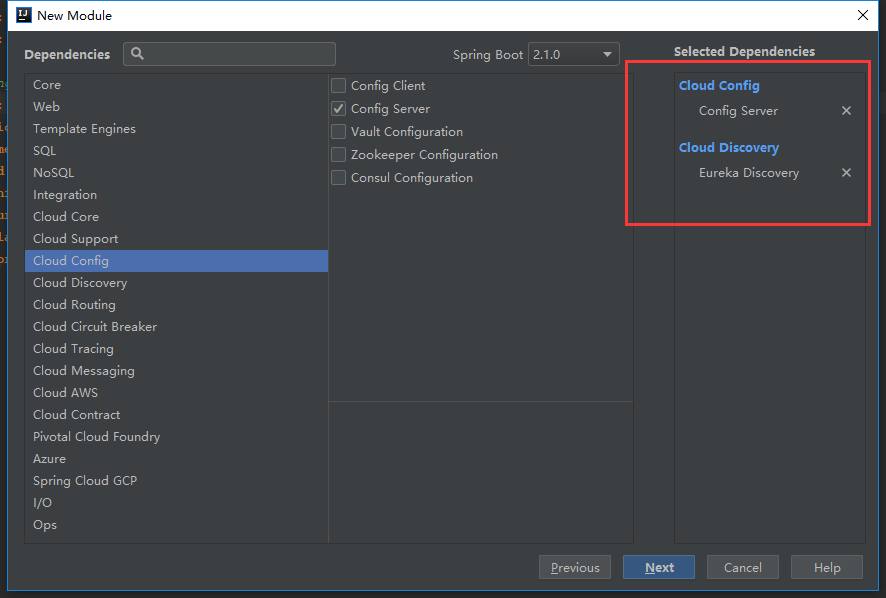 New Module
Dependencies
Spring Boot 2.1.0
Selected Dependencies
Core
Web
Template Engines
SQL
NoSQL
Integration
Cloud Core
Cloud Support
Cloud Config
Cloud Discovery
Cloud Routing
Cloud Circuit Breaker
Cloud Tracing
Cloud Messaging
Cloud AWS
Cloud Contract
Pivotal Cloud Foundry
Azure
Spring Cloud GCP
I/O
Ops
Config Client
Config Server
Vault Configuration
Zookeeper Configuration
Consul Configuration
Cloud Config
Config Server
Cloud Discovery
Eureka Discovery
Previous
Next
Cancel
Help